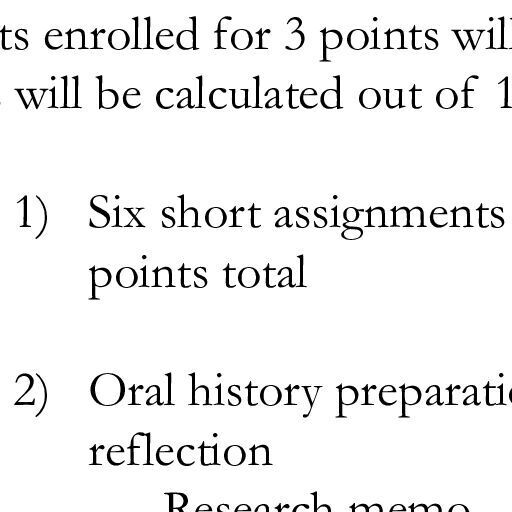 ts enrolled for 3 points will
will be calculated out of 1
1) Six short assignments
points total
2) Oral history preparati
reflection
Research memo